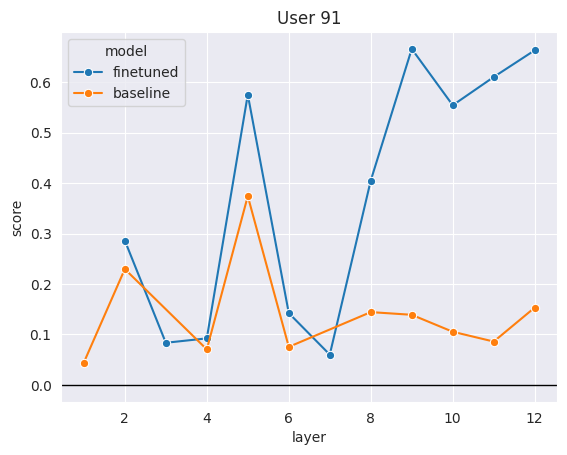 User 91
model
finetuned
baseline
score
0.6
0.5
0.4
0.3
0.2
0.1
0.0
2 4 6 8 10 12
layer